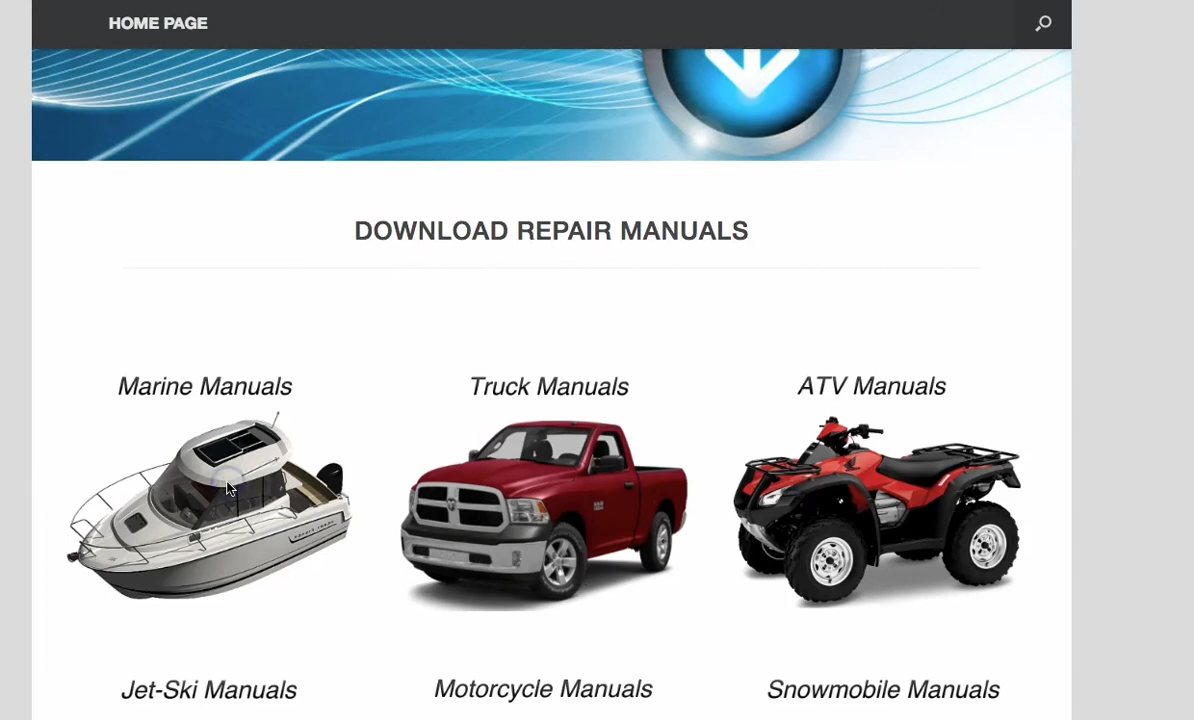 HOME PAGE
DOWNLOAD REPAIR MANUALS
Marine Manuals
Truck Manuals
ATV Manuals
Jet-Ski Manuals
Motorcycle Manuals
Snowmobile Manuals